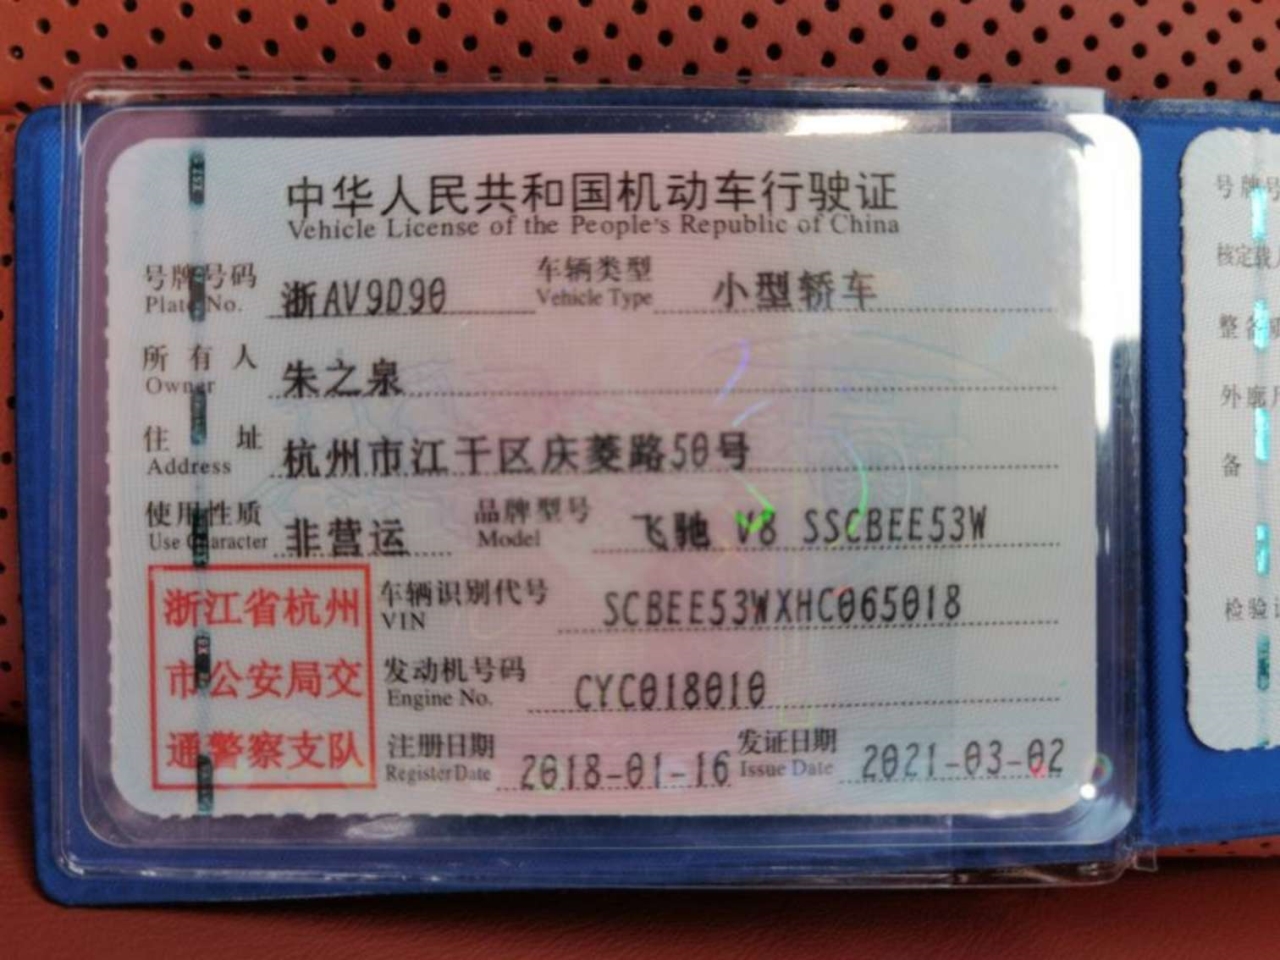 中华人民共和国机动车行驶证
Vehicle License of the People's Republic of China
号牌号码 浙AV9D90 车辆类型 小型轿车
Plate No. Vehicle Type
所有人 朱之泉
Owner
住址 杭州市江干区庆菱路50号
Address
使用性质 非营运 品牌型号 飞驰 V8 SSCBEE53W
Use Character Model
浙江省杭州
市公安局交
通警察支队
车辆识别代号 SCBEE53WXHC065018
VIN
发动机号码 CYC018010
Engine No.
注册日期 2018-01-16 发证日期 2021-03-02
Register Date Issue Date
号牌号
核定载
整备
外廓
备
检验